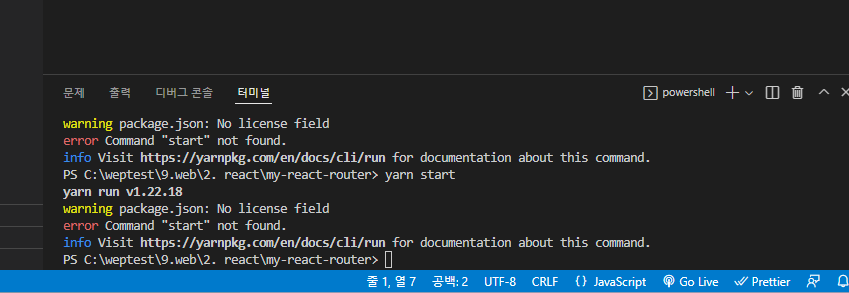 문제 출력 디버그 콘솔 터미널 powershell
warning package.json: No license field
error Command "start" not found.
info Visit https://yarnpkg.com/en/docs/cli/run for documentation about this command.
PS C:\weptest\9.web\2. react\my-react-router> yarn start
yarn run v1.22.18
warning package.json: No license field
error Command "start" not found.
info Visit https://yarnpkg.com/en/docs/cli/run for documentation about this command.
PS C:\weptest\9.web\2. react\my-react-router>
줄 1, 열 7 공백: 2 UTF-8 CRLF {} JavaScript Go Live Prettier